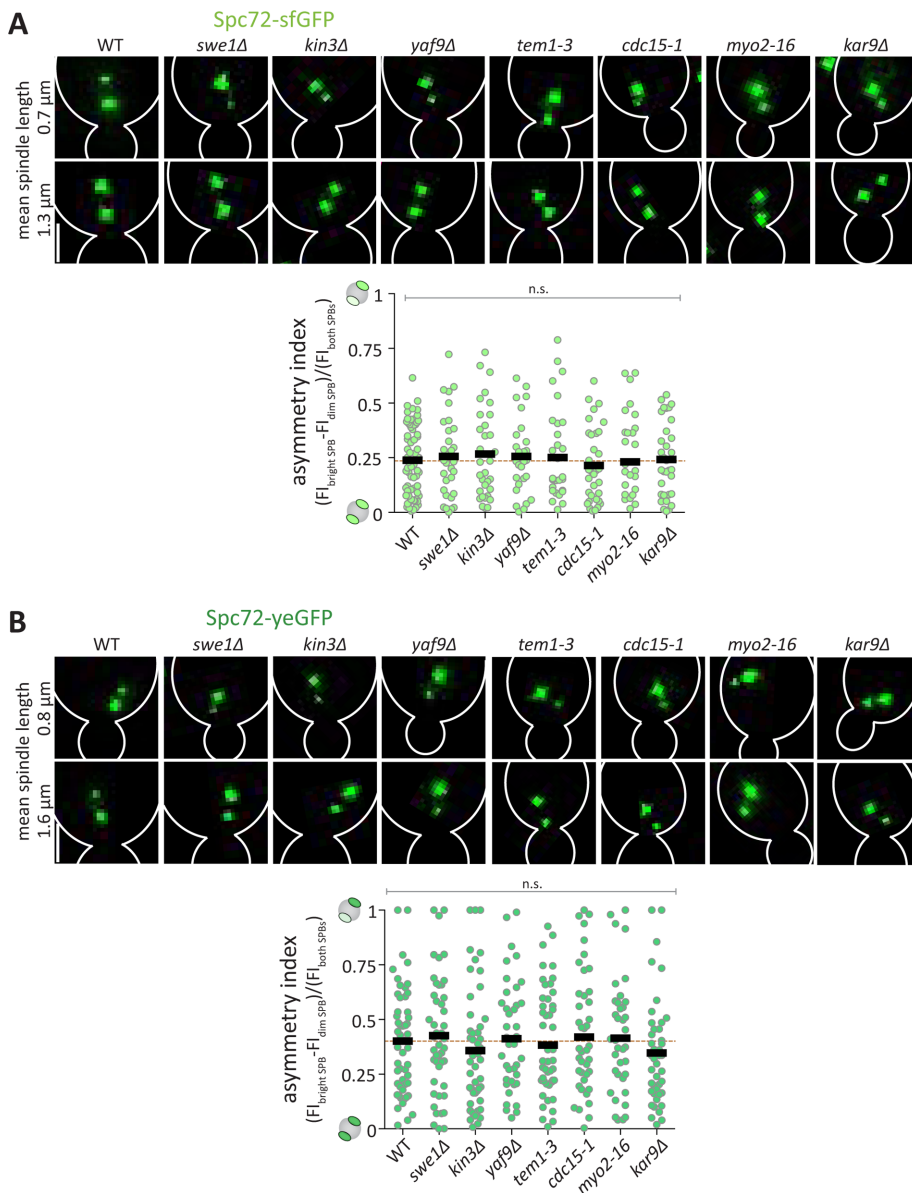 A
Spc72-sfGFP
WT swe1Δ kin3Δ yaf9Δ tem1-3 cdc15-1 myo2-16 kar9Δ
mean spindle length
0.7 μm
1.3 μm
n.s.
asymmetry index
(FIbright SPB-FIdim SPB)/(FIboth SPBs)
1
0.75
0.5
0.25
0
WT swe1Δ kin3Δ yaf9Δ tem1-3 cdc15-1 myo2-16 kar9Δ
B
Spc72-yeGFP
WT swe1Δ kin3Δ yaf9Δ tem1-3 cdc15-1 myo2-16 kar9Δ
mean spindle length
0.8 μm
1.6 μm
n.s.
asymmetry index
(FIbright SPB-FIdim SPB)/(FIboth SPBs)
1
0.75
0.5
0.25
0
WT swe1Δ kin3Δ yaf9Δ tem1-3 cdc15-1 myo2-16 kar9Δ